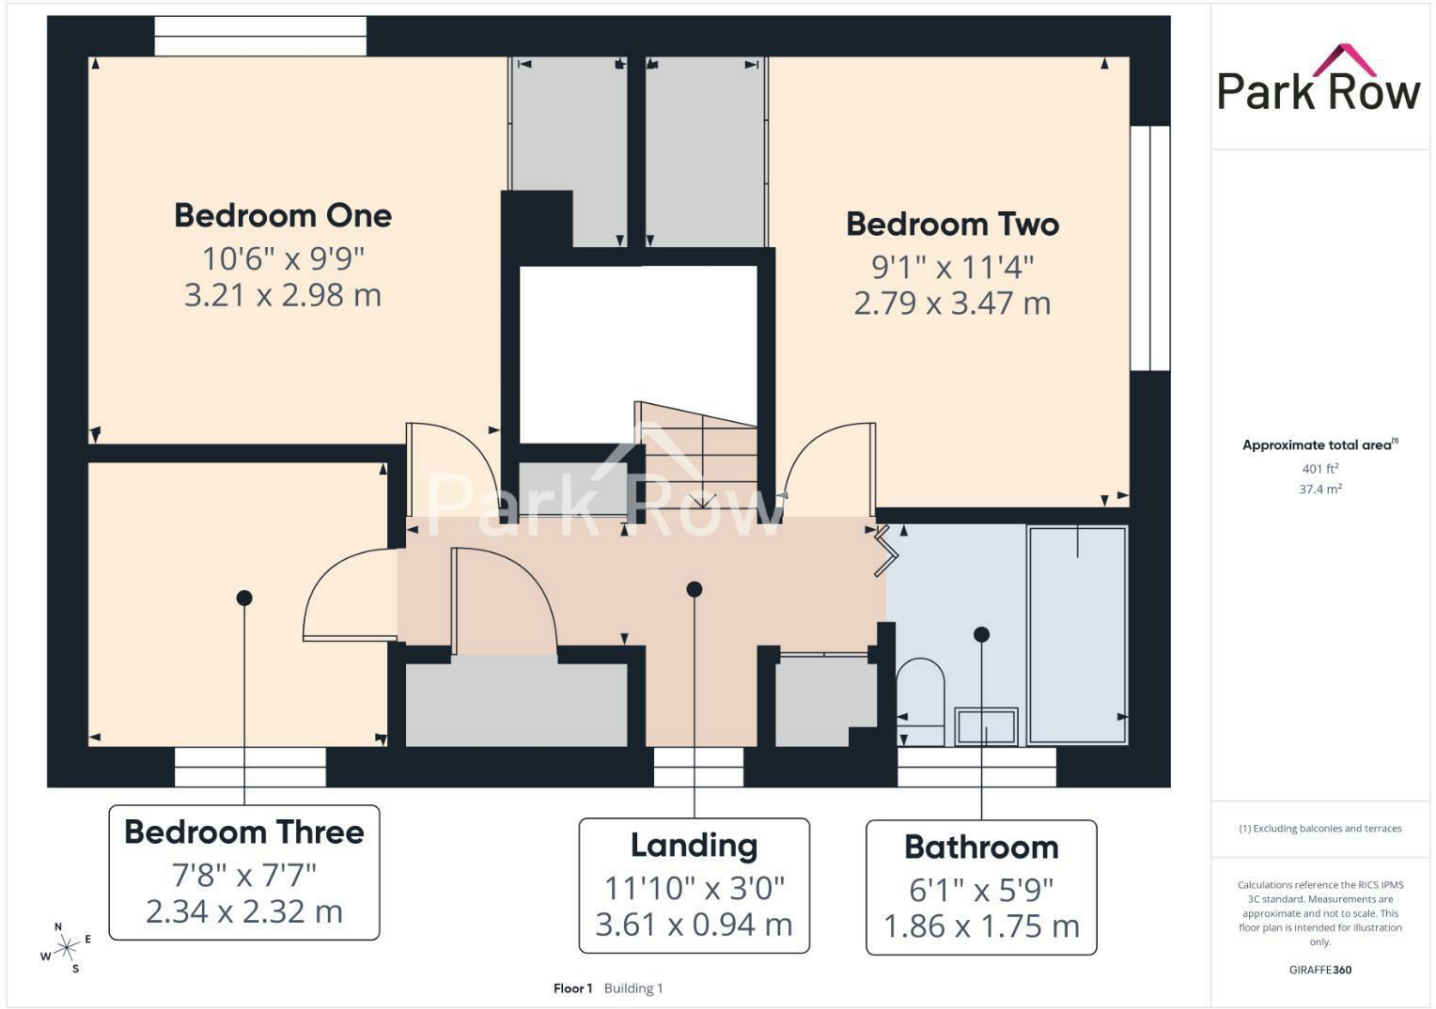 Bedroom One
10'6" x 9'9"
3.21 x 2.98 m
Bedroom Two
9'1" x 11'4"
2.79 x 3.47 m
Park Row
Bedroom Three
7'8" x 7'7"
2.34 x 2.32 m
Landing
11'10" x 3'0"
3.61 x 0.94 m
Bathroom
6'1" x 5'9"
1.86 x 1.75 m
N
E
W
S
Floor 1 Building 1
Park Row
Approximate total area(1)
401 ft²
37.4 m²
(1) Excluding balconies and terraces
Calculations reference the RICS IPMS
3C standard. Measurements are
approximate and not to scale. This
floor plan is intended for illustration
only.
GIRAFFE360